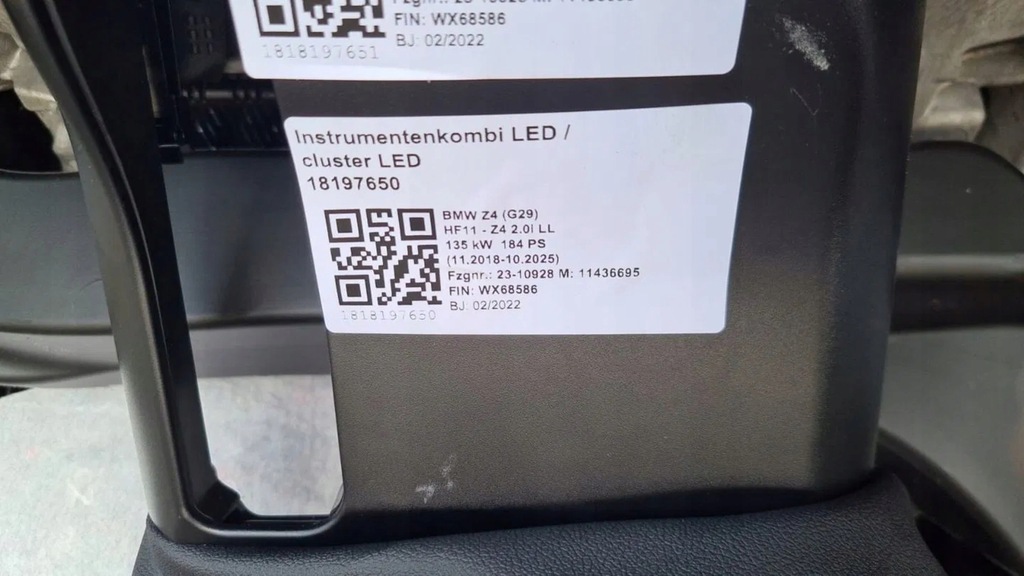 FIN: WX68586
BJ: 02/2022
1818197651
Instrumentenkombi LED /
cluster LED
18197650
BMW Z4 (G29)
HF11 - Z4 2.0i LL
135 kW 184 PS
(11.2018-10.2025)
Fzgnr.: 23-10928 M: 11436695
FIN: WX68586
BJ: 02/2022
1818197650